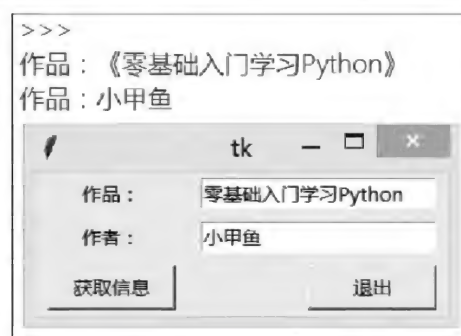 >>>
作品：《零基础入门学习Python》
作品：小甲鱼
tk
作品： 零基础入门学习Python
作者： 小甲鱼
获取信息 退出